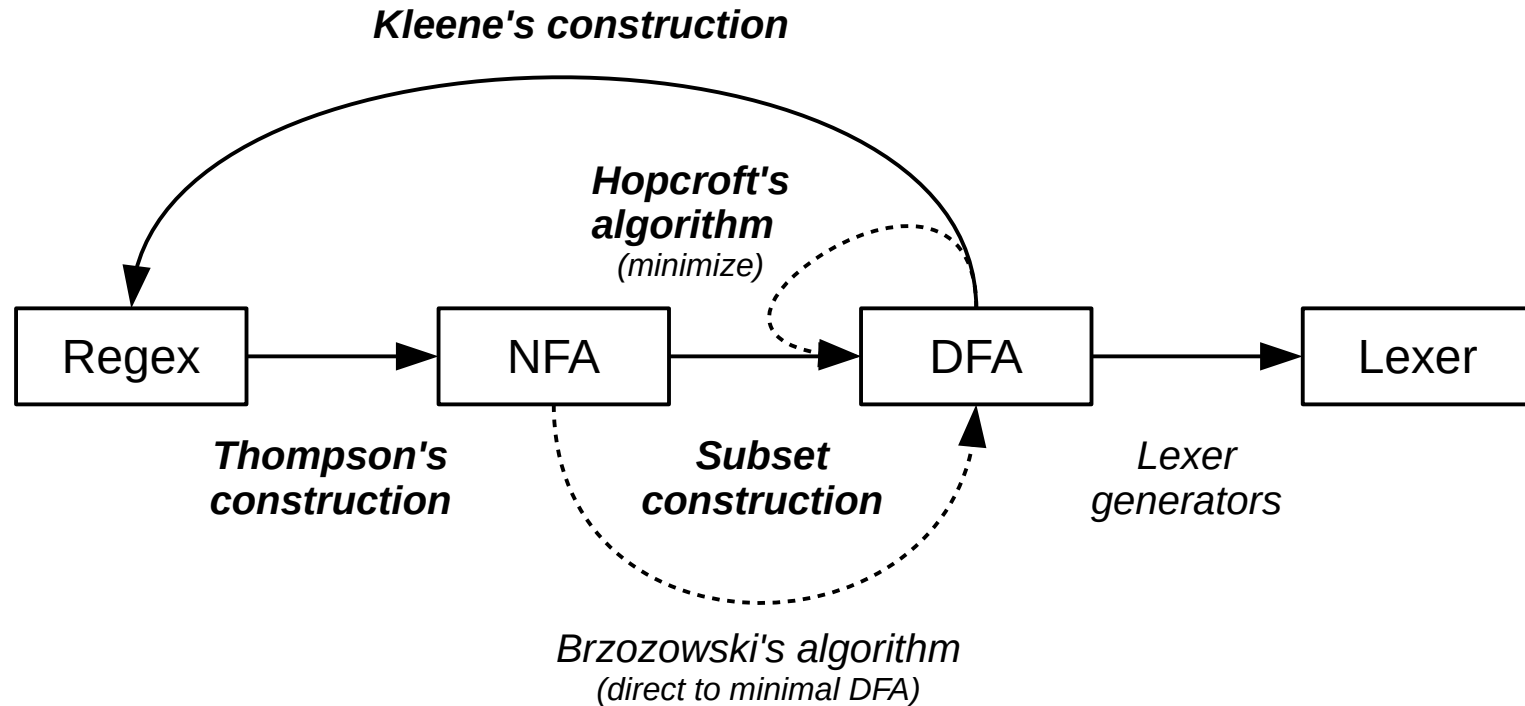 Kleene's construction
Hopcroft's
algorithm
(minimize)
Regex
NFA
DFA
Lexer
Thompson's
construction
Subset
construction
Lexer
generators
Brzozowski's algorithm
(direct to minimal DFA)